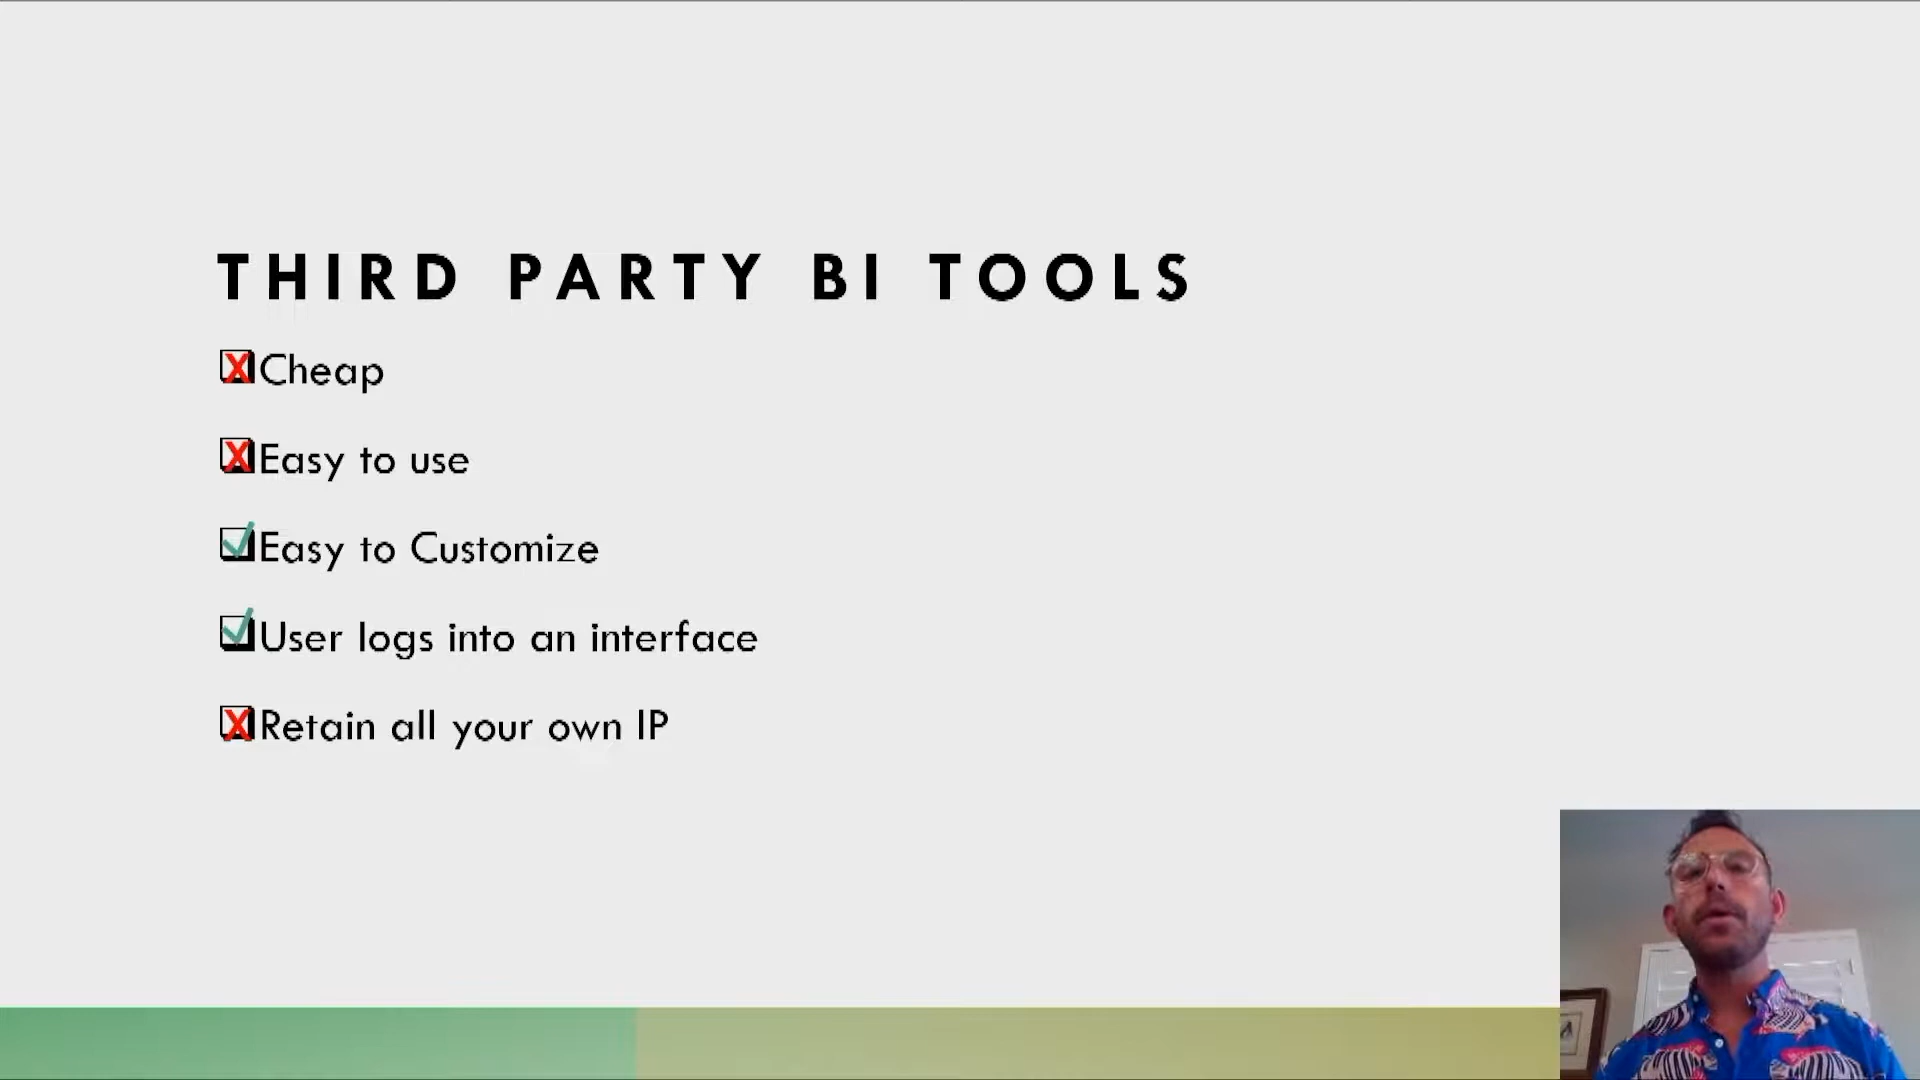 THIRD PARTY BI TOOLS
Cheap
Easy to use
Easy to Customize
User logs into an interface
Retain all your own IP